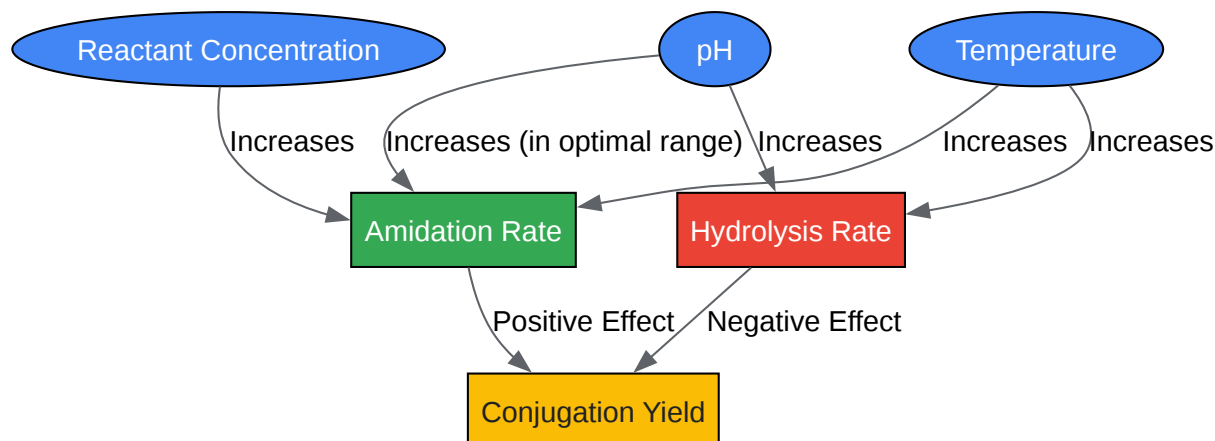 Reactant Concentration
pH
Temperature
Increases
Increases (in optimal range)
Increases
Increases
Increases
Amidation Rate
Hydrolysis Rate
Positive Effect
Negative Effect
Conjugation Yield